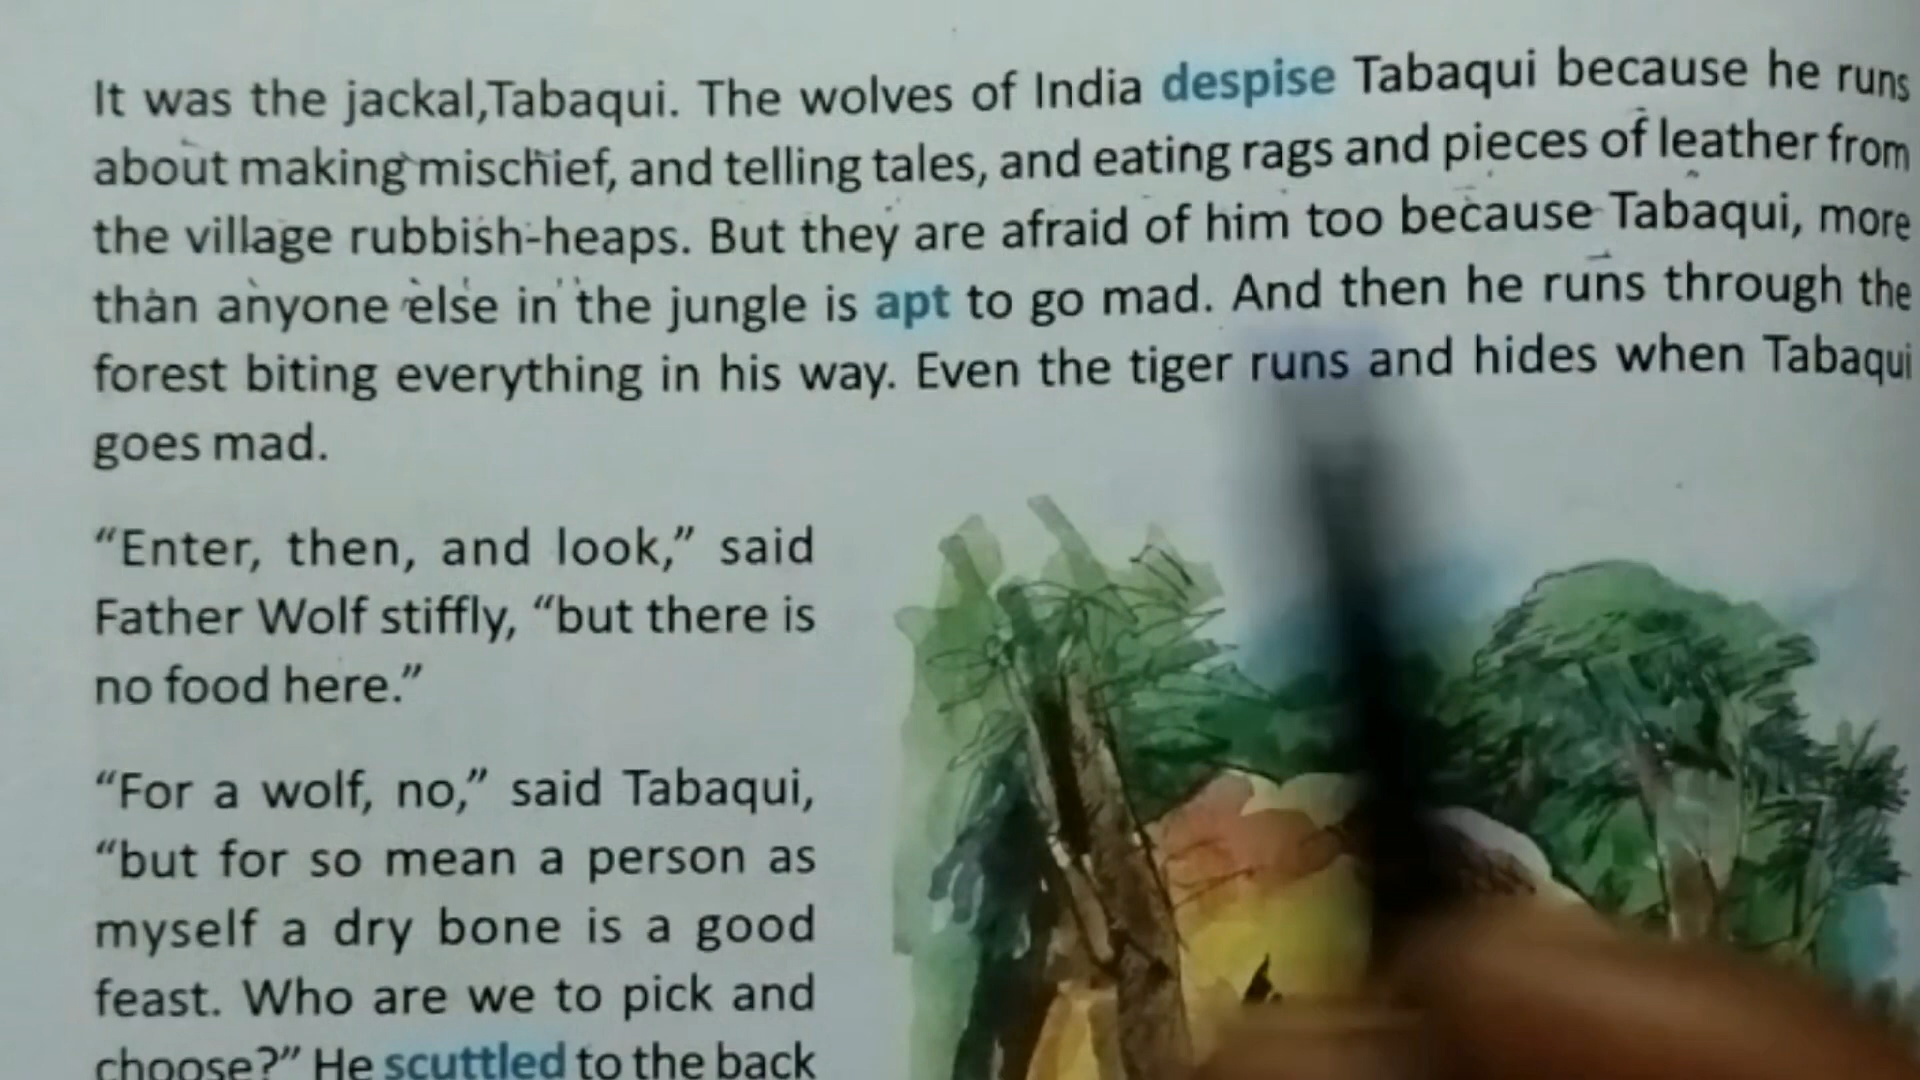 It was the jackal,Tabaqui. The wolves of India despise Tabaqui because he runs
about making mischief, and telling tales, and eating rags and pieces of leather from
the village rubbish-heaps. But they are afraid of him too because Tabaqui, more
than anyone else in the jungle is apt to go mad. And then he runs through the
forest biting everything in his way. Even the tiger runs and hides when Tabaqui
goes mad.
“Enter, then, and look,” said
Father Wolf stiffly, “but there is
no food here.”
“For a wolf, no,” said Tabaqui,
“but for so mean a person as
myself a dry bone is a good
feast. Who are we to pick and
choose?” He scuttled to the back